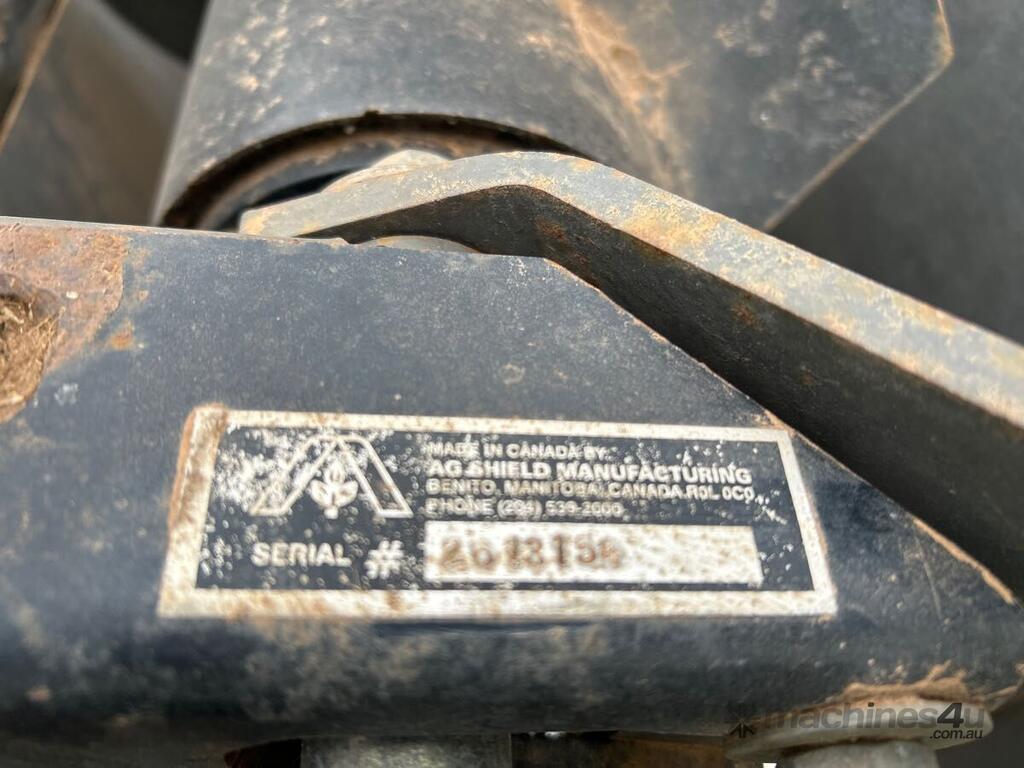 MADE IN CANADA BY
AG SHIELD MANUFACTURING
BENITO, MANITOBA, CANADA R0L 0C0
PHONE (204) 539-2000
SERIAL #
machines4u
.com.au